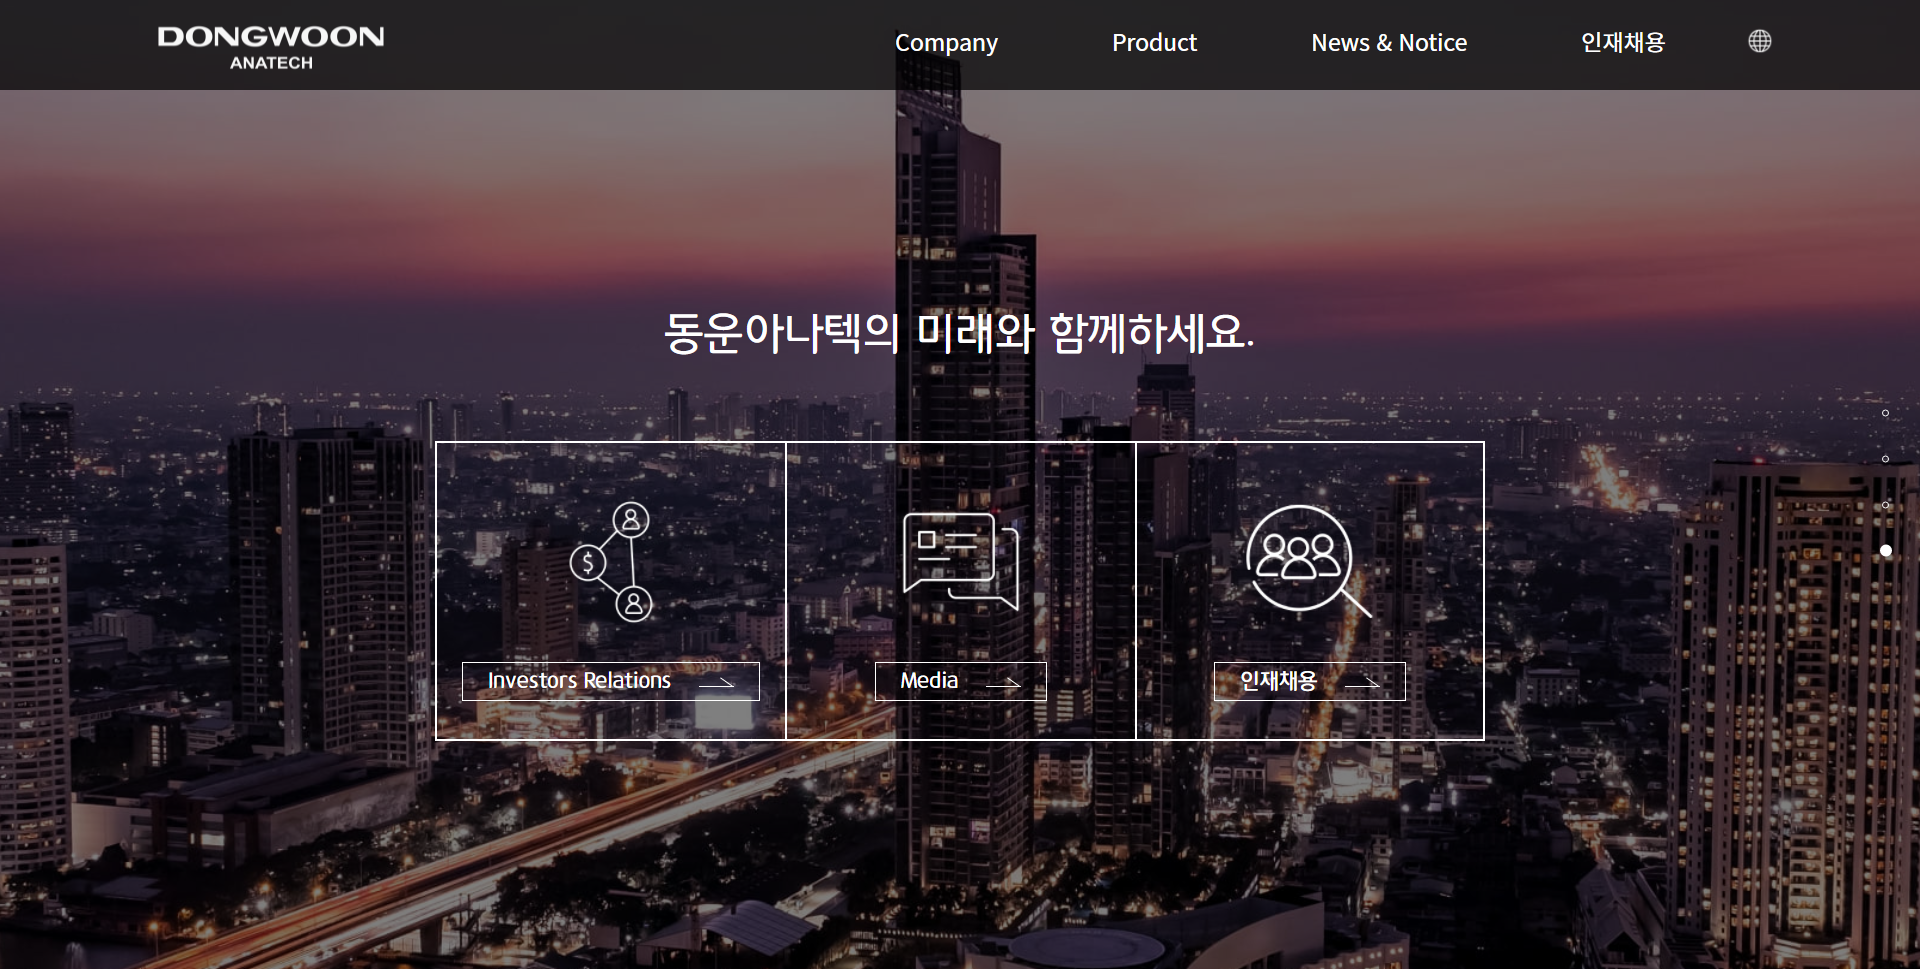 DONGWOON
ANATECH
Company
Product
News & Notice
인재채용
동운아나텍의 미래와 함께하세요.
$
Investors Relations
Media
인재채용